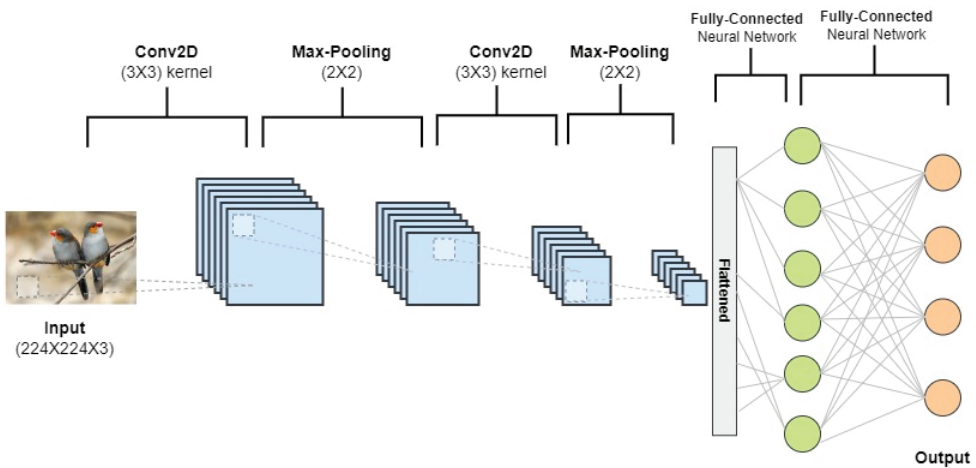 Conv2D
(3X3) kernel
Max-Pooling
(2X2)
Conv2D
(3X3) kernel
Max-Pooling
(2X2)
Fully-Connected
Neural Network
Fully-Connected
Neural Network
Input
(224X224X3)
Flattened
Output